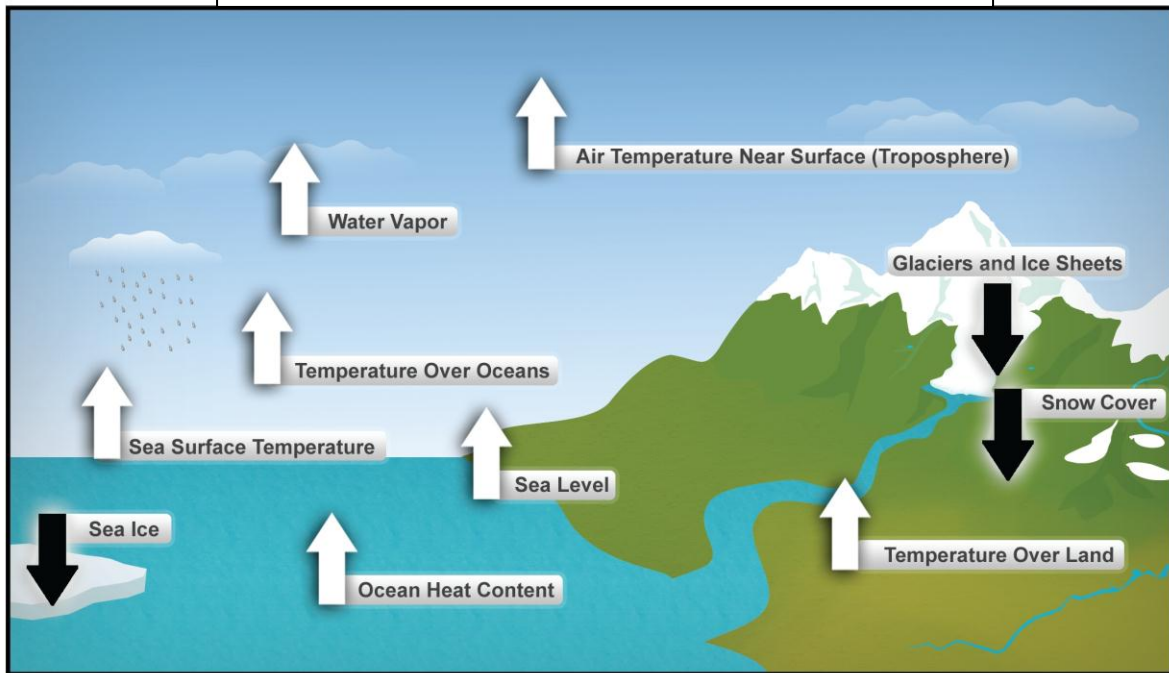 Air Temperature Near Surface (Troposphere)
Water Vapor
Glaciers and Ice Sheets
Temperature Over Oceans
Snow Cover
Sea Surface Temperature
Sea Level
Sea Ice
Temperature Over Land
Ocean Heat Content